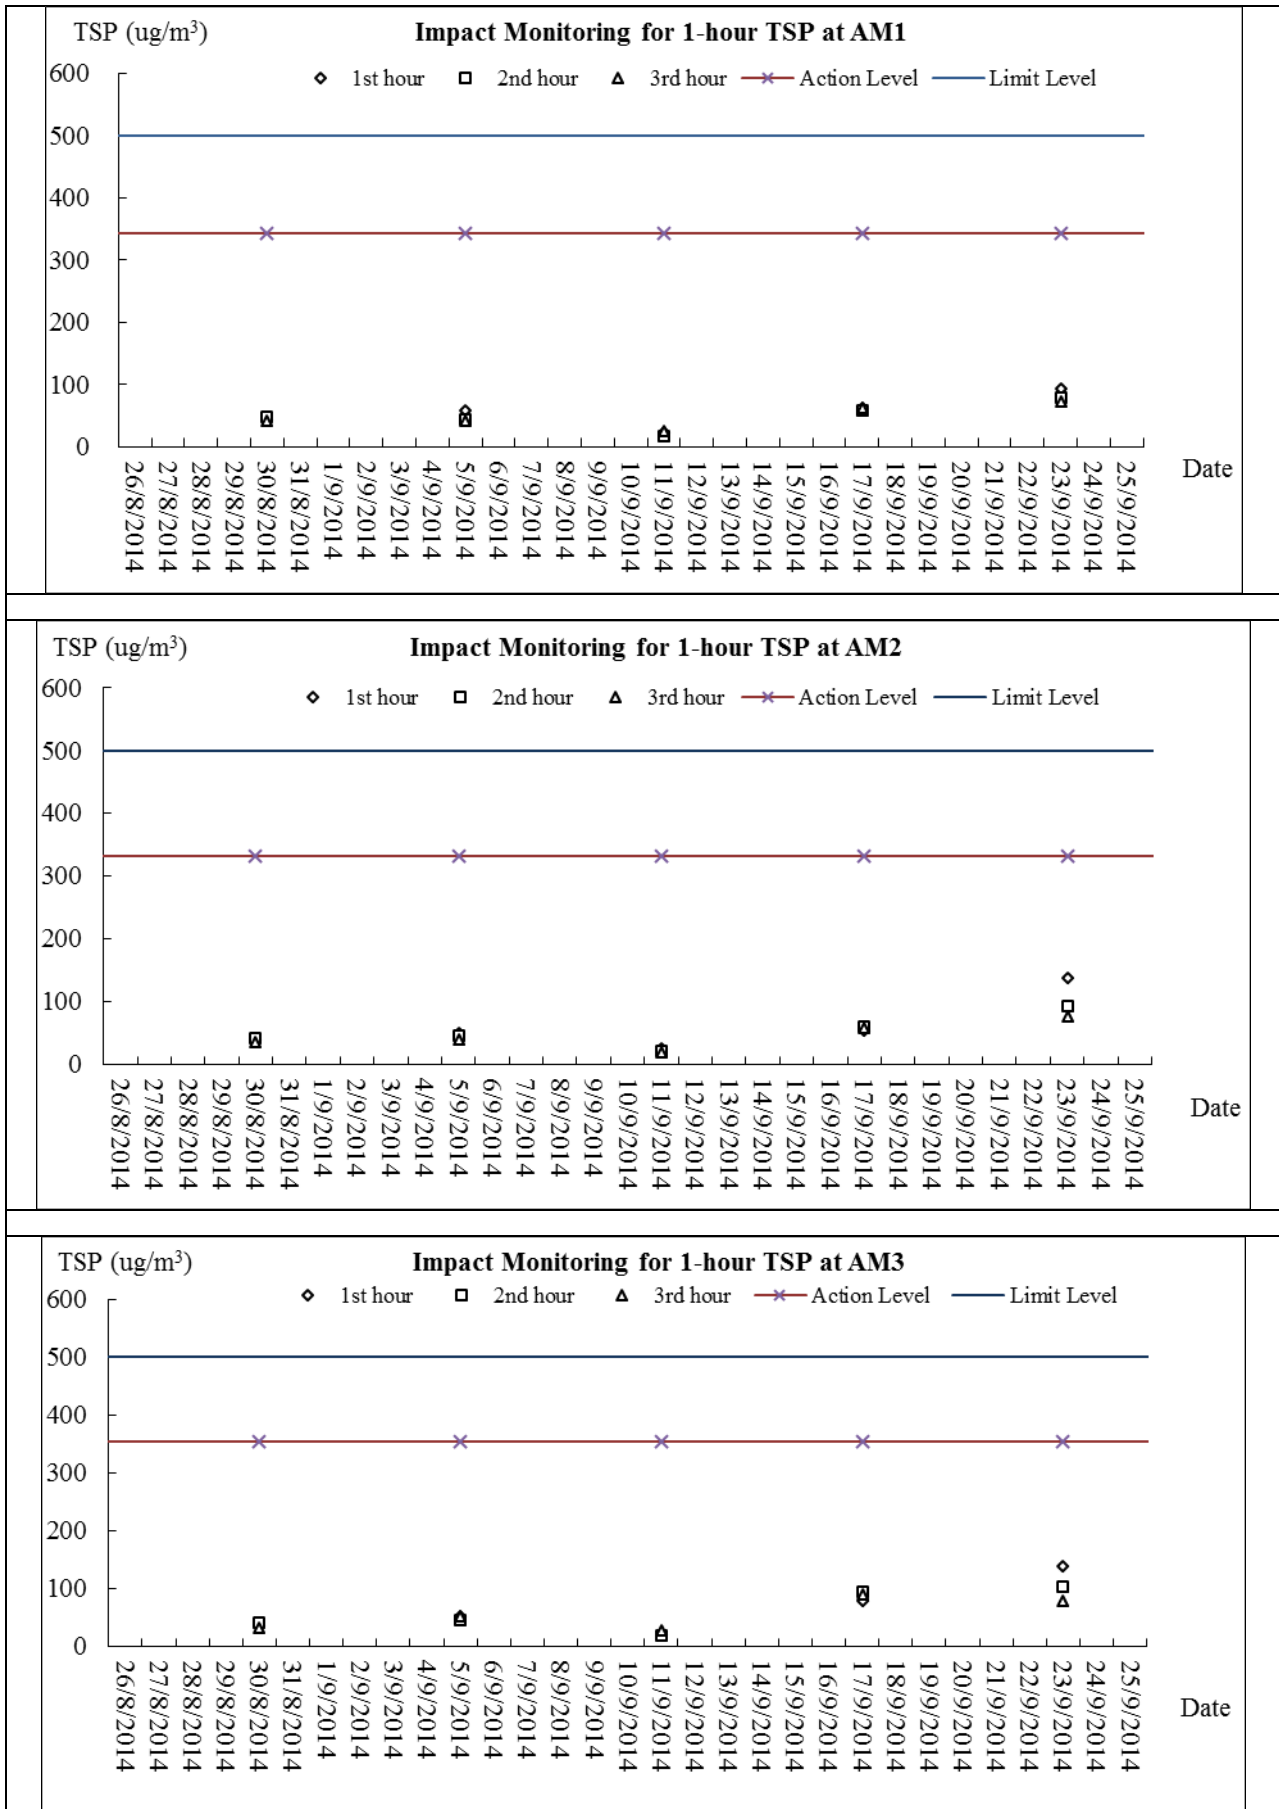 TSP (ug/m³) Impact Monitoring for 1-hour TSP at AM1
600 1st hour 2nd hour 3rd hour Action Level Limit Level
500
400
300
200
100
0
26/8/2014 27/8/2014 28/8/2014 29/8/2014 30/8/2014 31/8/2014 1/9/2014 2/9/2014 3/9/2014 4/9/2014 5/9/2014 6/9/2014 7/9/2014 8/9/2014 9/9/2014 10/9/2014 11/9/2014 12/9/2014 13/9/2014 14/9/2014 15/9/2014 16/9/2014 17/9/2014 18/9/2014 19/9/2014 20/9/2014 21/9/2014 22/9/2014 23/9/2014 24/9/2014 25/9/2014 Date
TSP (ug/m³) Impact Monitoring for 1-hour TSP at AM2
600 1st hour 2nd hour 3rd hour Action Level Limit Level
500
400
300
200
100
0
26/8/2014 27/8/2014 28/8/2014 29/8/2014 30/8/2014 31/8/2014 1/9/2014 2/9/2014 3/9/2014 4/9/2014 5/9/2014 6/9/2014 7/9/2014 8/9/2014 9/9/2014 10/9/2014 11/9/2014 12/9/2014 13/9/2014 14/9/2014 15/9/2014 16/9/2014 17/9/2014 18/9/2014 19/9/2014 20/9/2014 21/9/2014 22/9/2014 23/9/2014 24/9/2014 25/9/2014 Date
TSP (ug/m³) Impact Monitoring for 1-hour TSP at AM3
600 1st hour 2nd hour 3rd hour Action Level Limit Level
500
400
300
200
100
0
26/8/2014 27/8/2014 28/8/2014 29/8/2014 30/8/2014 31/8/2014 1/9/2014 2/9/2014 3/9/2014 4/9/2014 5/9/2014 6/9/2014 7/9/2014 8/9/2014 9/9/2014 10/9/2014 11/9/2014 12/9/2014 13/9/2014 14/9/2014 15/9/2014 16/9/2014 17/9/2014 18/9/2014 19/9/2014 20/9/2014 21/9/2014 22/9/2014 23/9/2014 24/9/2014 25/9/2014 Date